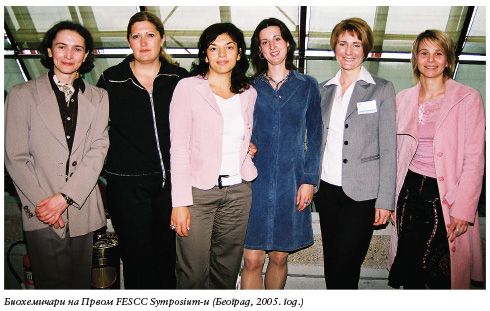 Биохемичари на Првом FESCC Symposium-u (Београд, 2005. год.)